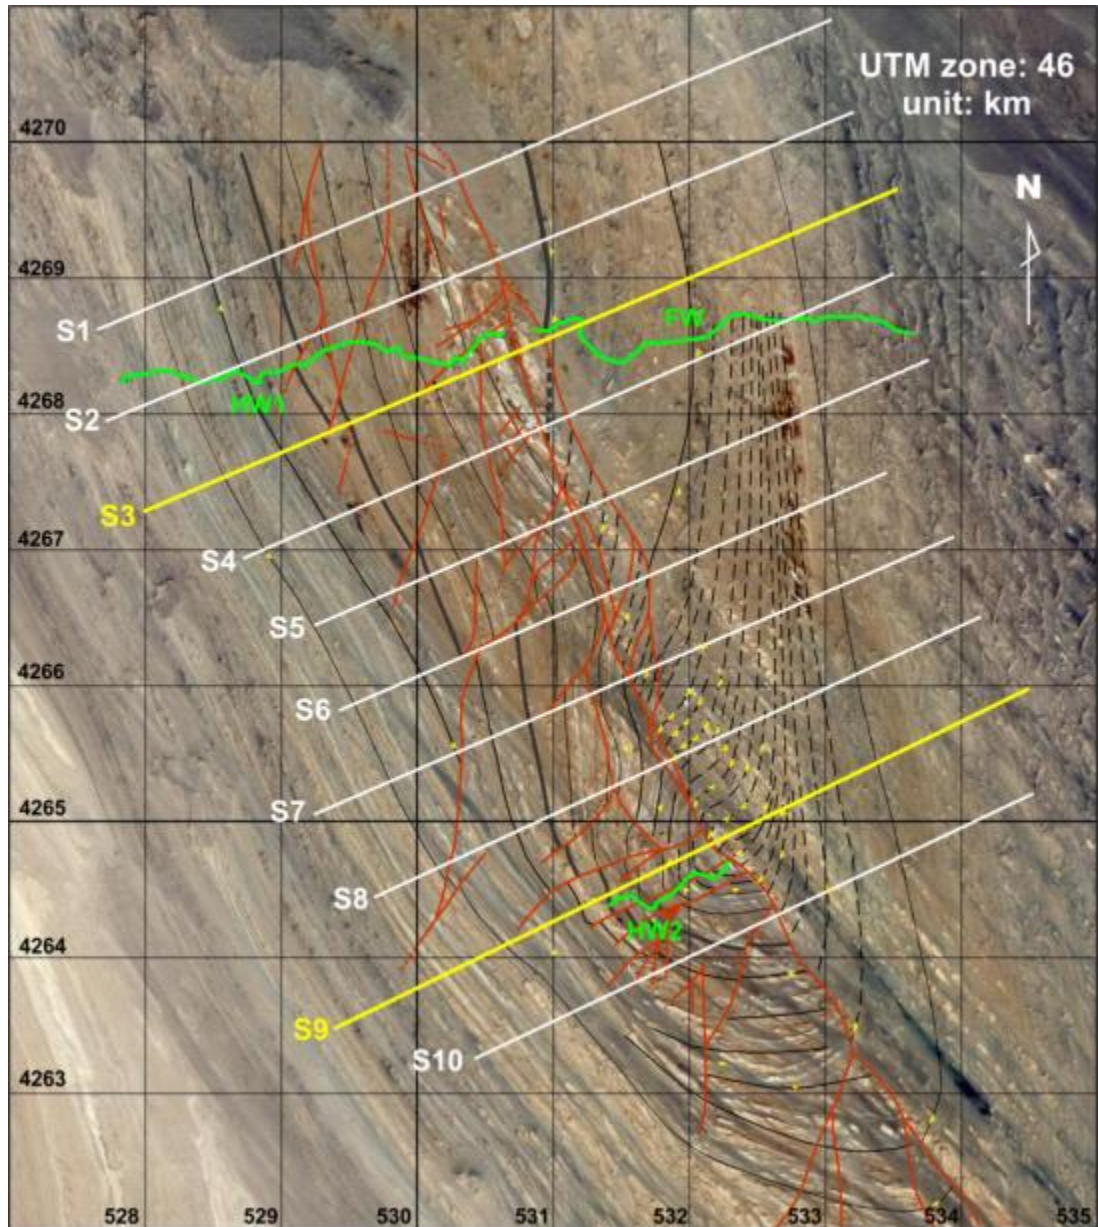 UTM zone: 46
unit: km
4270
N
4269
S1
FW
HW1
4268
S2
S3
4267
S4
S5
4266
S6
4265
S7
S8
HW2
4264
S9
S10
4263
528
529
530
531
532
533
534
535